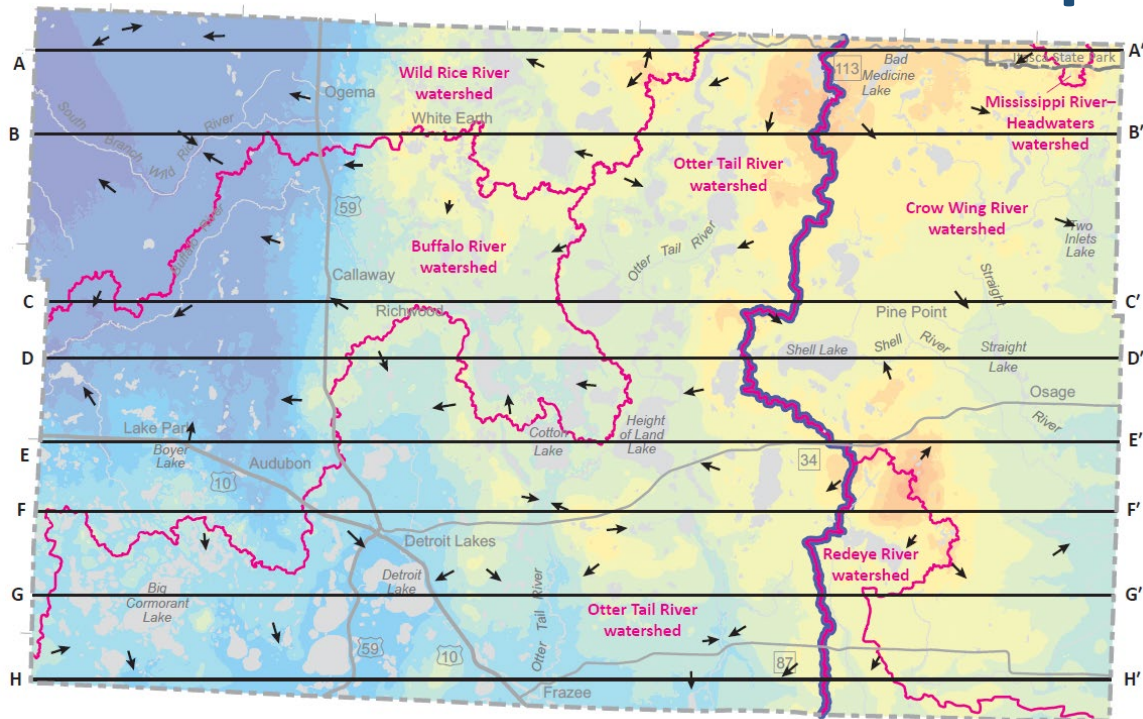 A
A'
Itasca State Park
113
Bad
Medicine
Lake
Wild Rice River
watershed
Ogema
Mississippi River–
Headwaters
watershed
White Earth
B
B'
South
Branch
Wild
Rice
River
Otter Tail River
watershed
Crow Wing River
watershed
59
Two
Inlets
Lake
Buffalo River
watershed
Otter
Tail
River
Buffalo River
Callaway
Straight
C
C'
Richwood
Pine Point
D
D'
Shell Lake
Shell
River
Straight
Lake
Osage
River
Lake Park
Boyer
Lake
Cotton
Lake
Height
of Land
Lake
E
E'
Audubon
34
10
F
F'
Detroit Lakes
Redeye River
watershed
Detroit
Lake
Big
Cormorant
Lake
G
G'
Otter Tail River
Otter Tail River
watershed
59
10
87
H
H'
Frazee